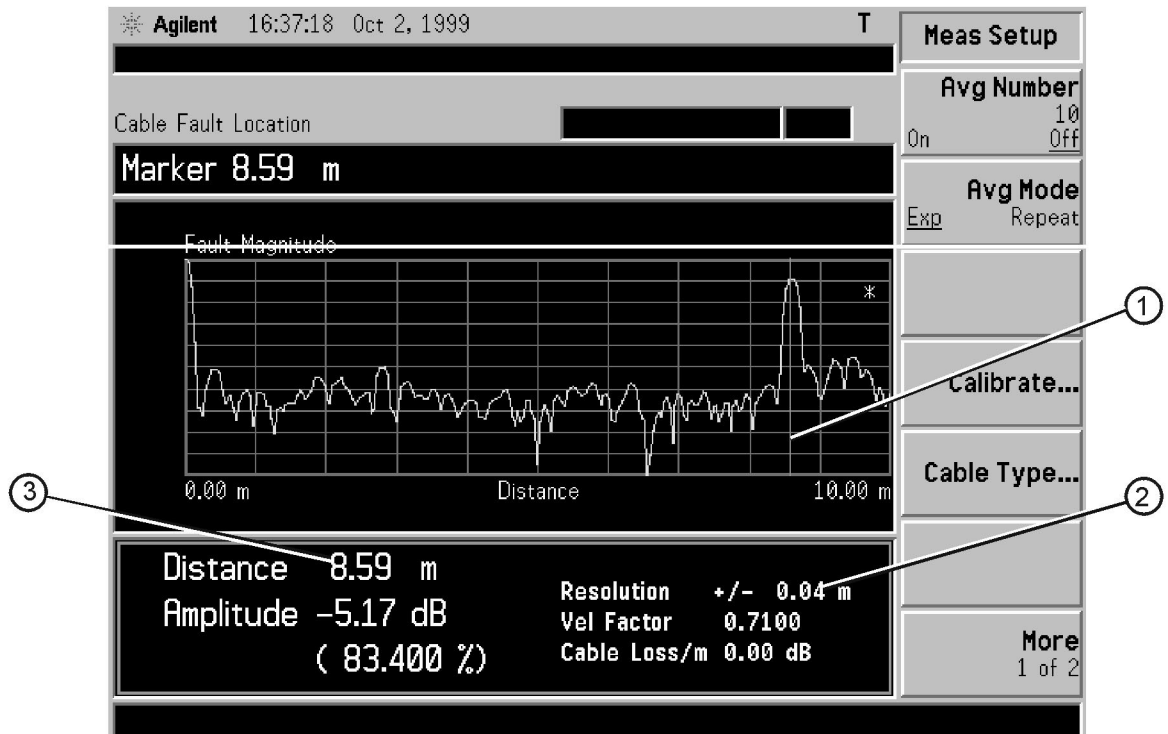 Agilent 16:37:18 Oct 2, 1999 T
Cable Fault Location
Marker 8.59 m
Fault Magnitude
*
0.00 m Distance 10.00 m
Distance 8.59 m
Amplitude -5.17 dB
( 83.400 %)
Resolution +/- 0.04 m
Vel Factor 0.7100
Cable Loss/m 0.00 dB
Meas Setup
Avg Number
10
On Off
Avg Mode
Exp Repeat
Calibrate...
Cable Type...
More
1 of 2
1
2
3